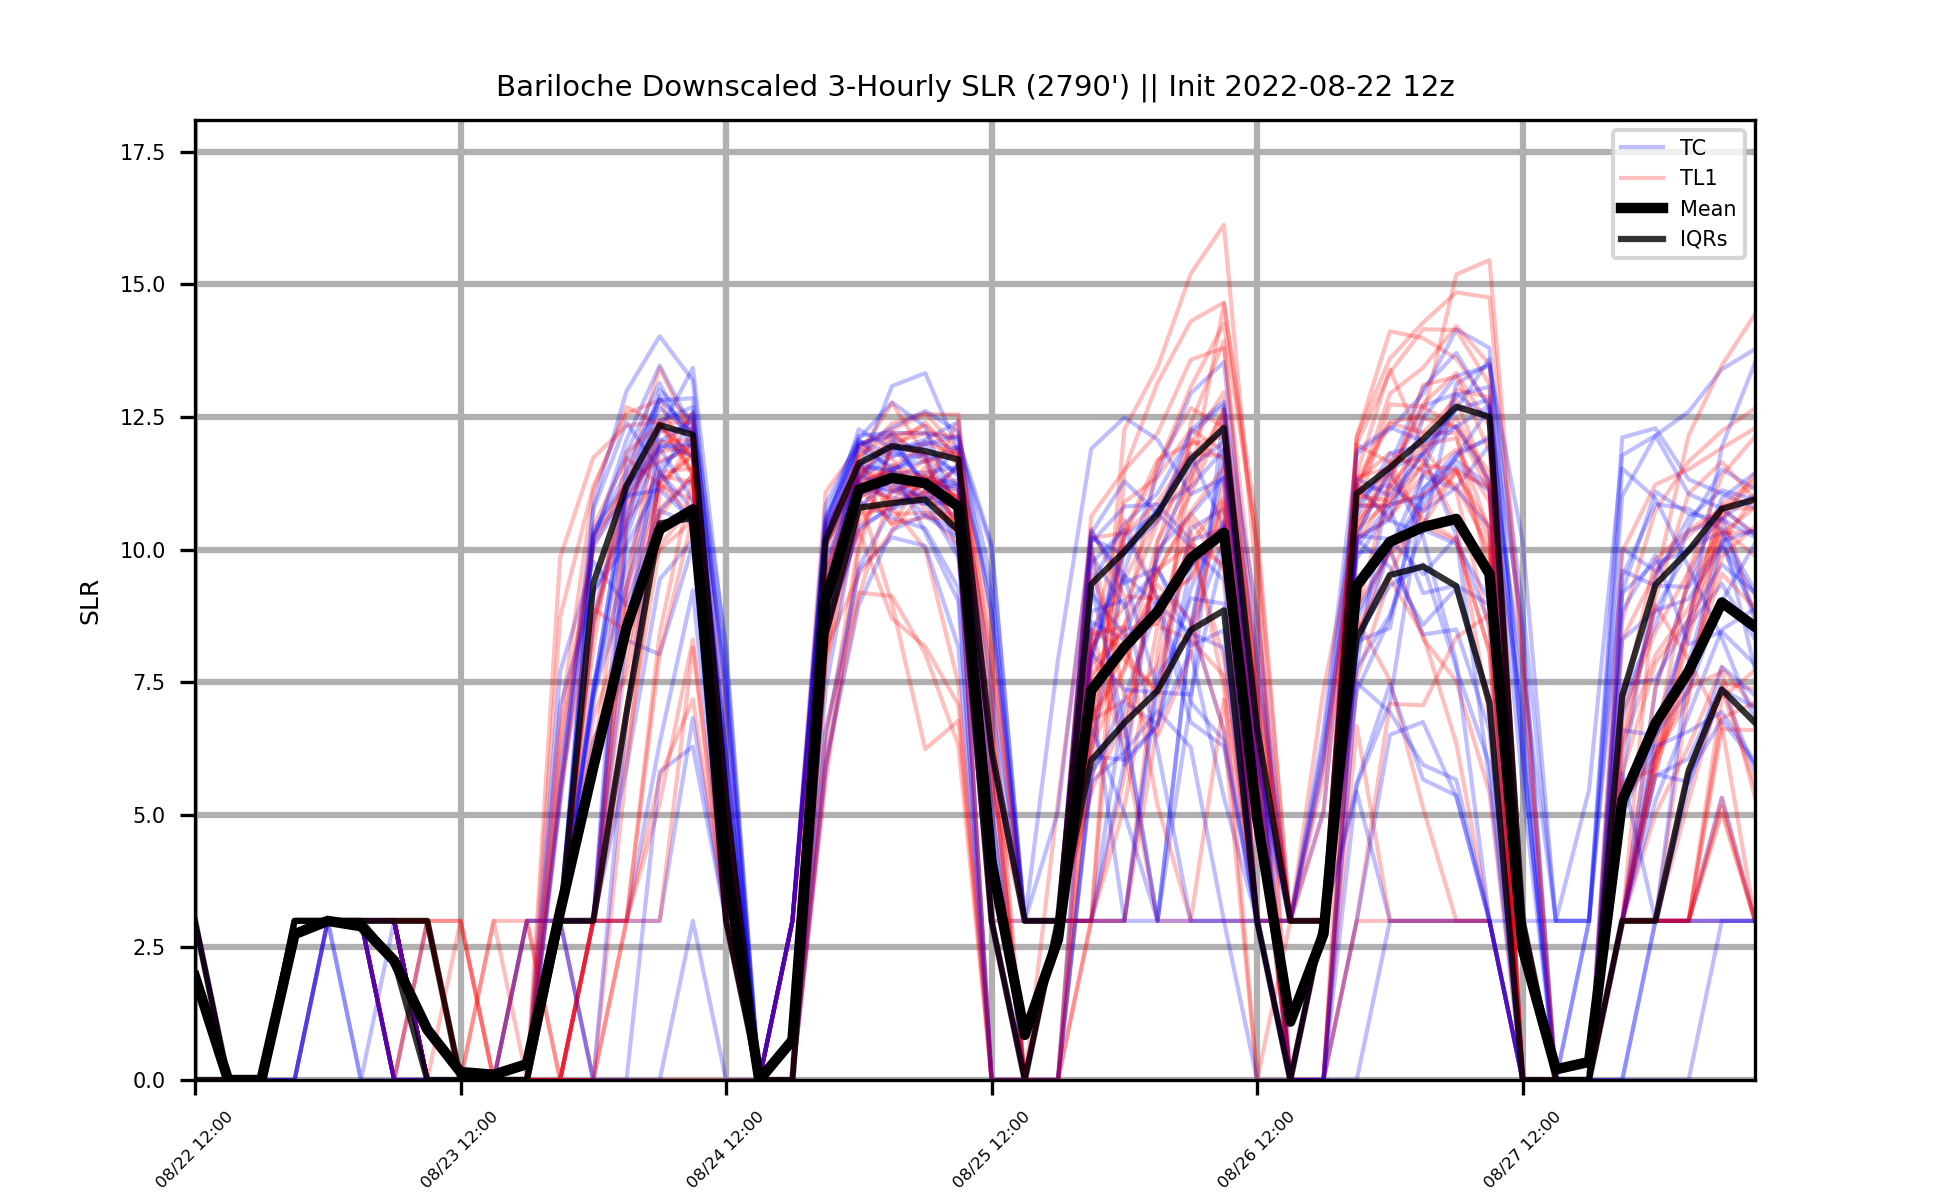 Bariloche Downscaled 3-Hourly SLR (2790') || Init 2022-08-22 12z
TC
TL1
Mean
IQRs
17.5
15.0
12.5
10.0
7.5
5.0
2.5
0.0
SLR
08/22 12:00
08/23 12:00
08/24 12:00
08/25 12:00
08/26 12:00
08/27 12:00